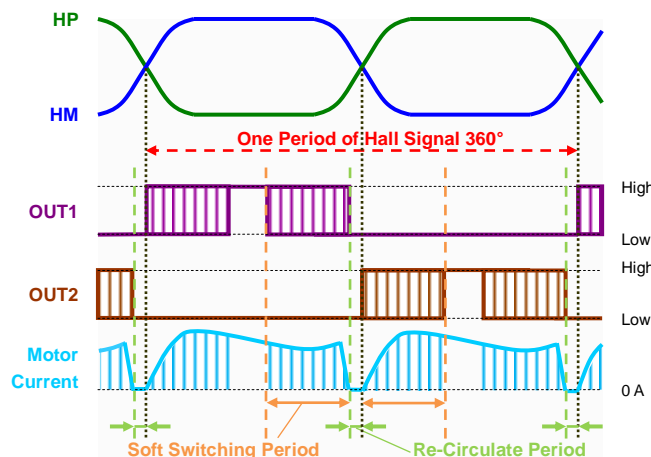 HP
HM
One Period of Hall Signal 360°
OUT1
High
Low
OUT2
High
Low
Motor
Current
0 A
Soft Switching Period
Re-Circulate Period